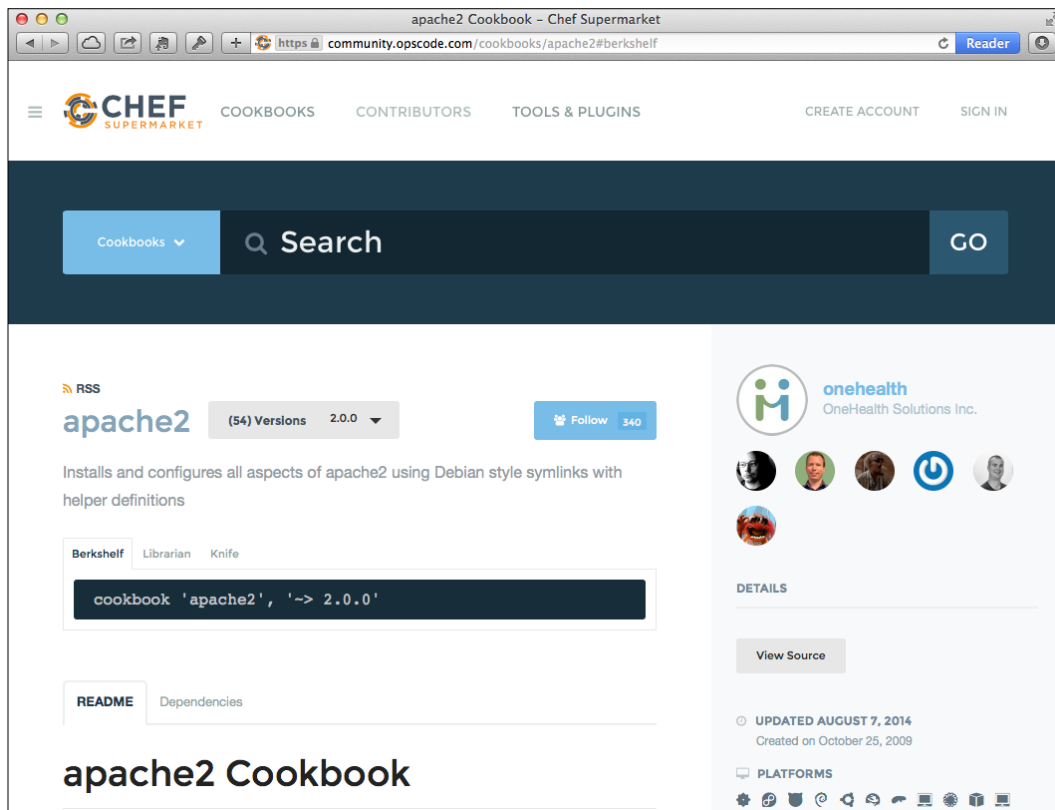 apache2 Cookbook – Chef Supermarket
https community.opscode.com/cookbooks/apache2#berkshelf
Reader
CHEF
SUPERMARKET
COOKBOOKS
CONTRIBUTORS
TOOLS & PLUGINS
CREATE ACCOUNT
SIGN IN
Cookbooks
Search
GO
RSS
apache2
(54) Versions 2.0.0
Follow 340
Installs and configures all aspects of apache2 using Debian style symlinks with
helper definitions
Berkshelf Librarian Knife
cookbook 'apache2', '~> 2.0.0'
README Dependencies
apache2 Cookbook
onehealth
OneHealth Solutions Inc.
DETAILS
View Source
UPDATED AUGUST 7, 2014
Created on October 25, 2009
PLATFORMS